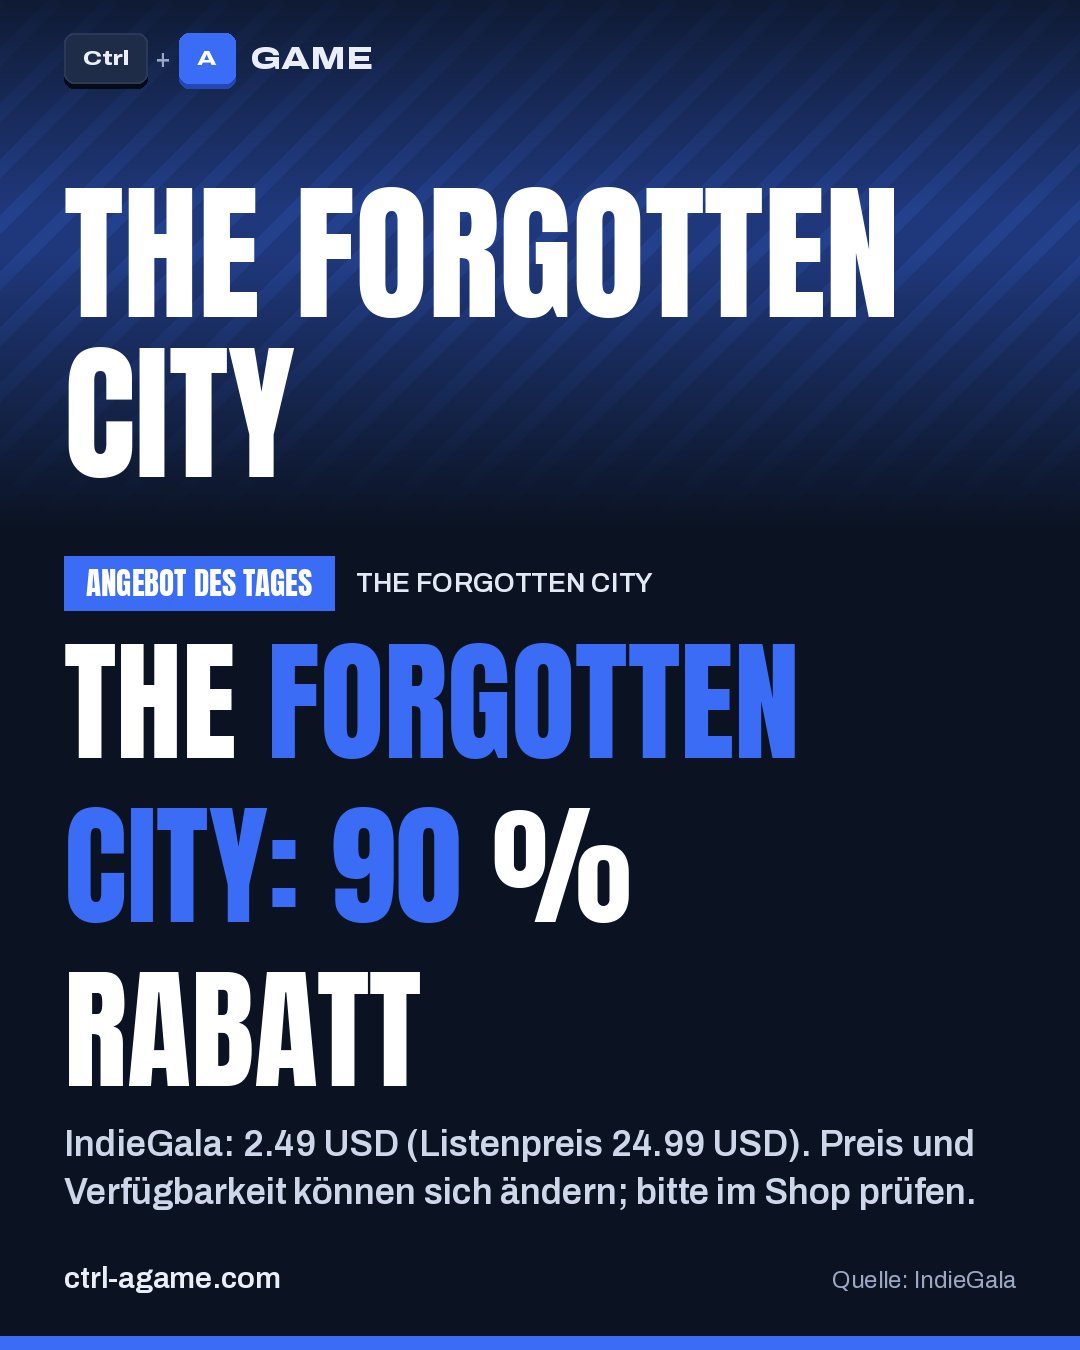 Ctrl + A GAME
THE FORGOTTEN
CITY
ANGEBOT DES TAGES THE FORGOTTEN CITY
THE FORGOTTEN
CITY: 90 %
RABATT
IndieGala: 2.49 USD (Listenpreis 24.99 USD). Preis und
Verfügbarkeit können sich ändern; bitte im Shop prüfen.
ctrl-agame.com Quelle: IndieGala